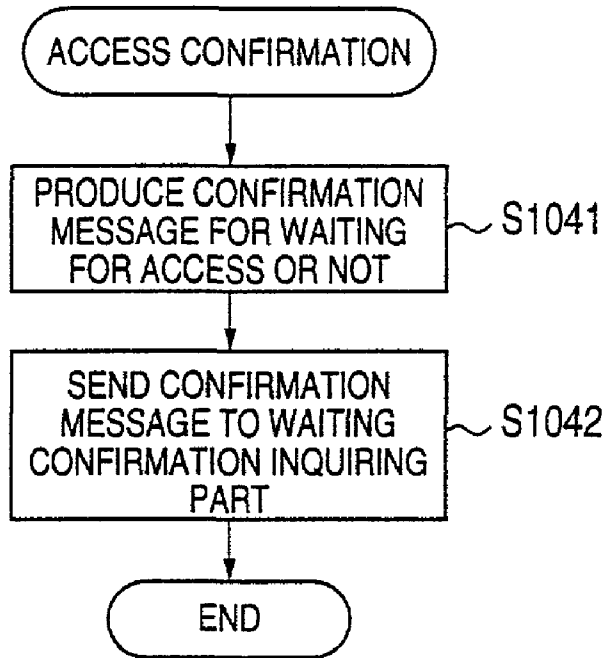 ACCESS CONFIRMATION
PRODUCE CONFIRMATION
MESSAGE FOR WAITING
FOR ACCESS OR NOT
S1041
SEND CONFIRMATION
MESSAGE TO WAITING
CONFIRMATION INQUIRING
PART
S1042
END